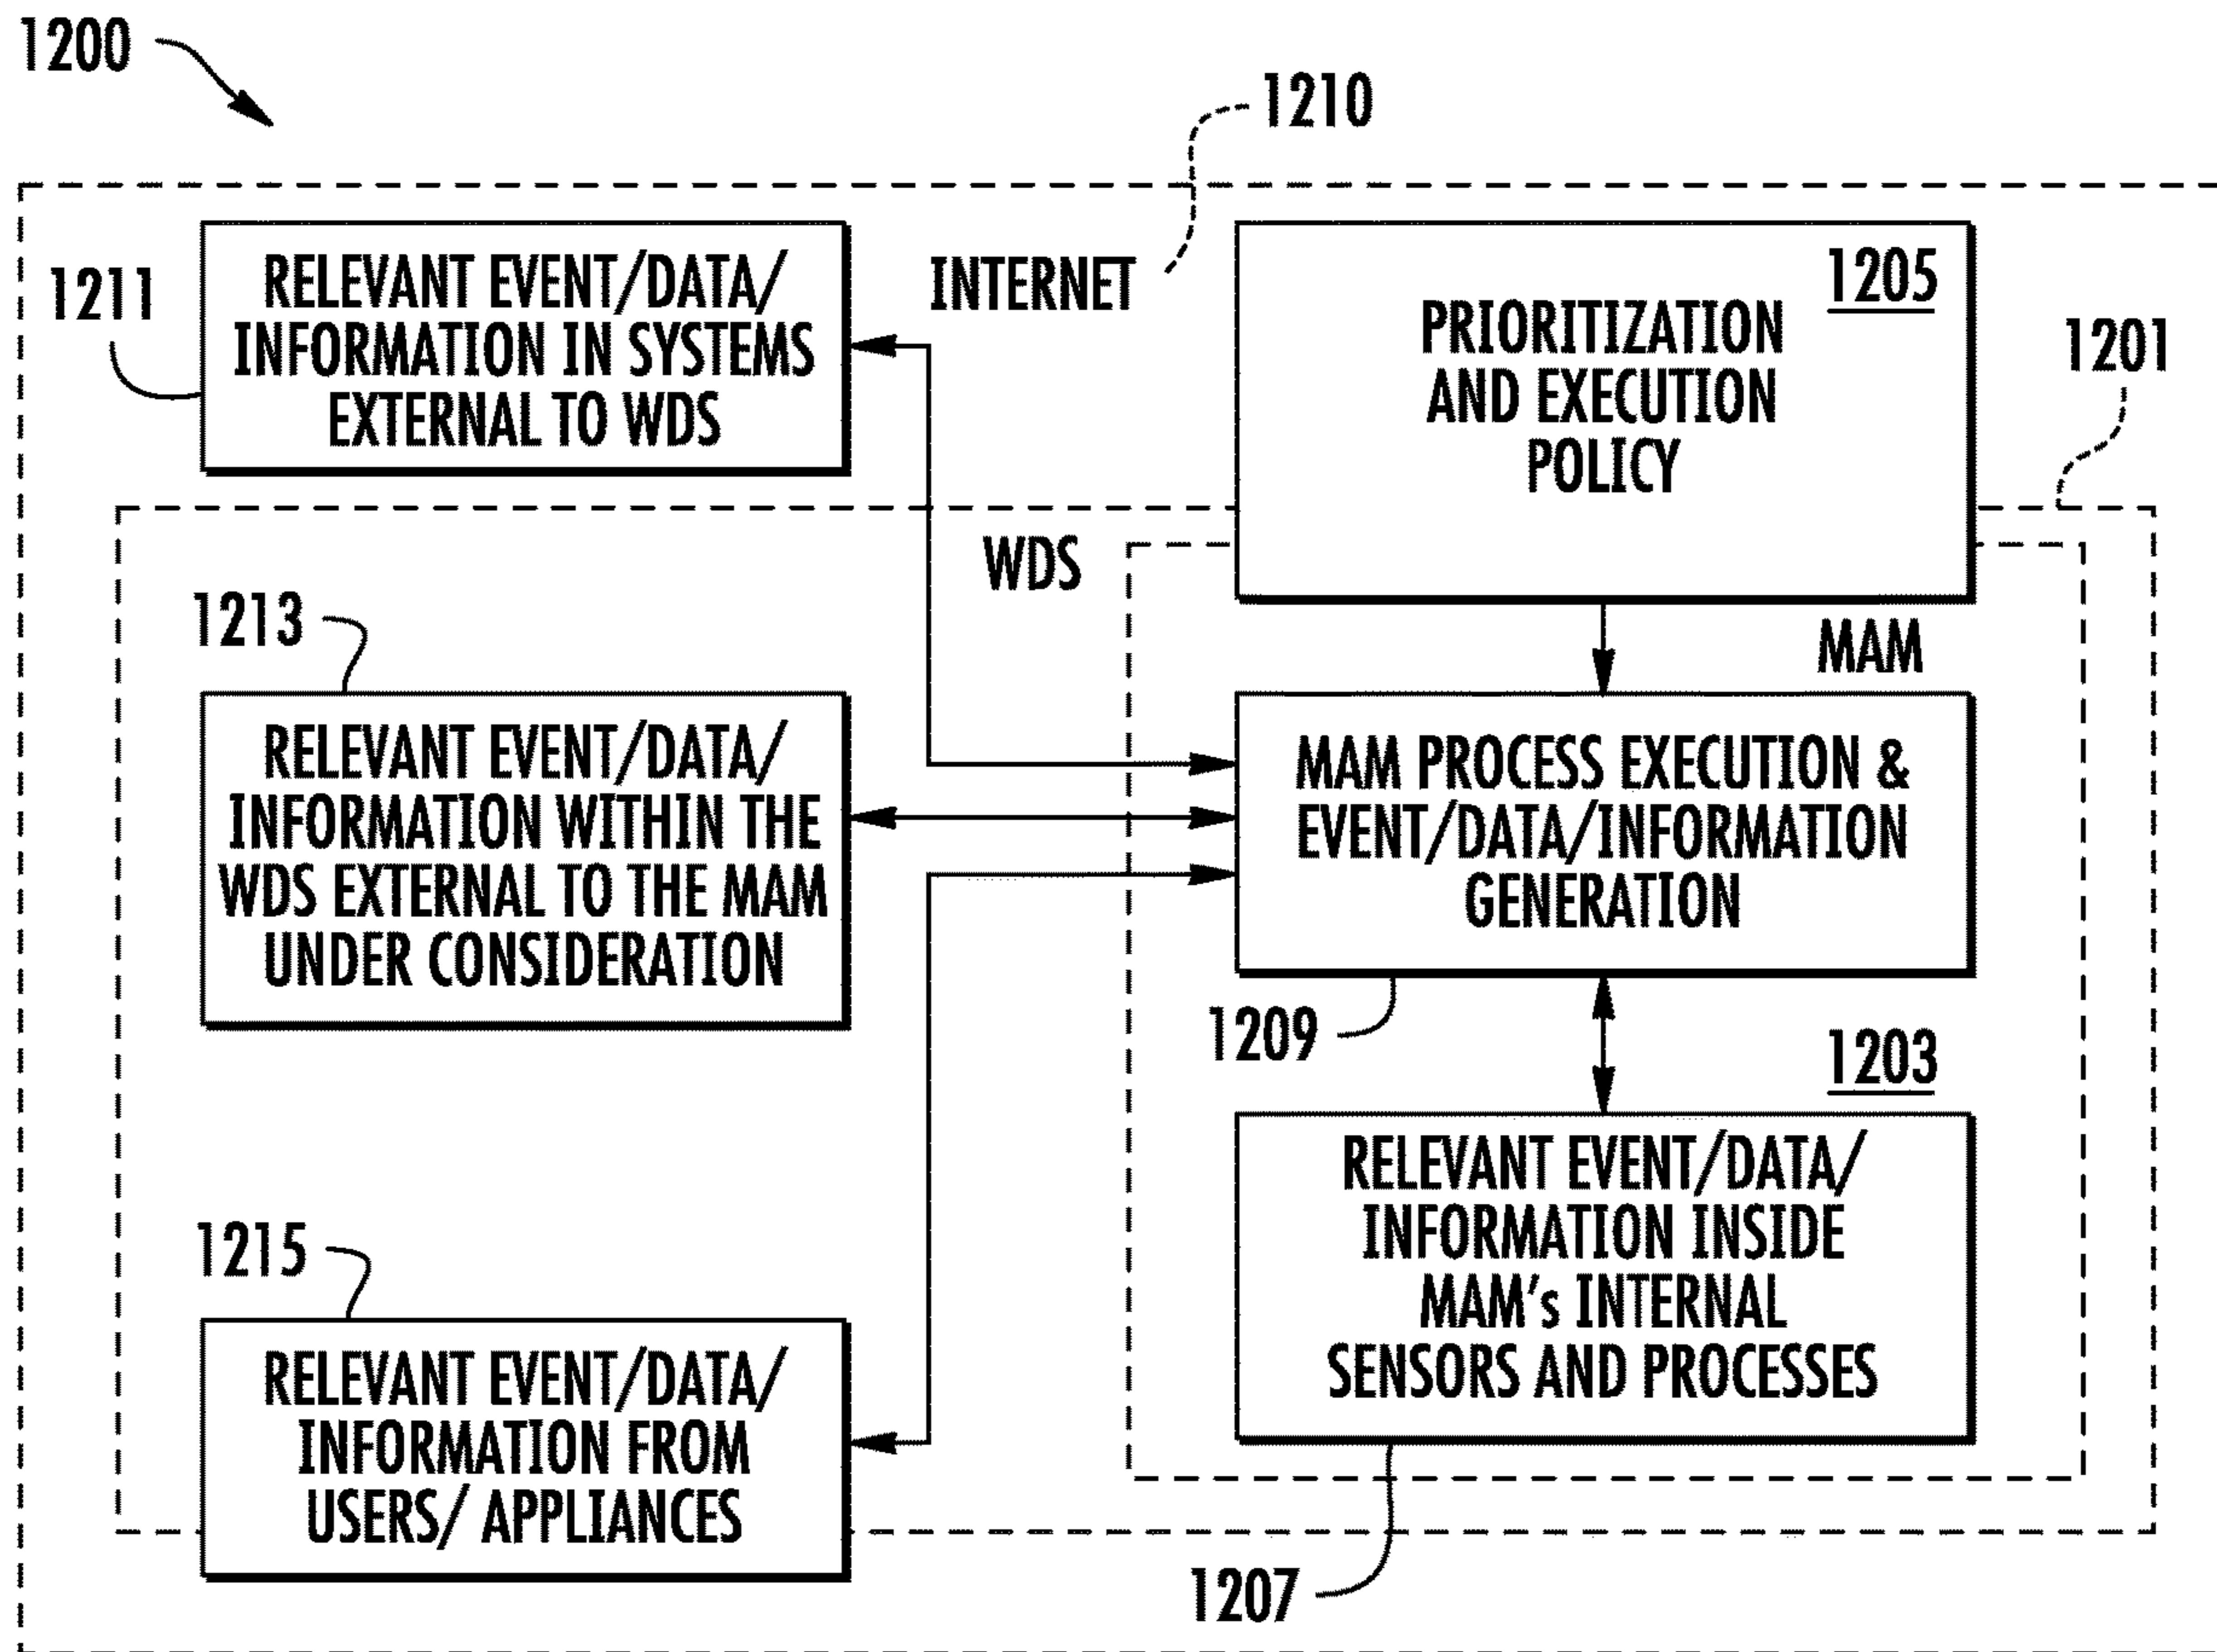 1200
1210
1211
RELEVANT EVENT/DATA/
INFORMATION IN SYSTEMS
EXTERNAL TO WDS
INTERNET
1205
PRIORITIZATION
AND EXECUTION
POLICY
1201
WDS
MAM
1213
RELEVANT EVENT/DATA/
INFORMATION WITHIN THE
WDS EXTERNAL TO THE MAM
UNDER CONSIDERATION
MAM PROCESS EXECUTION &
EVENT/DATA/INFORMATION
GENERATION
1209
1203
RELEVANT EVENT/DATA/
INFORMATION INSIDE
MAM's INTERNAL
SENSORS AND PROCESSES
1215
RELEVANT EVENT/DATA/
INFORMATION FROM
USERS/ APPLIANCES
1207